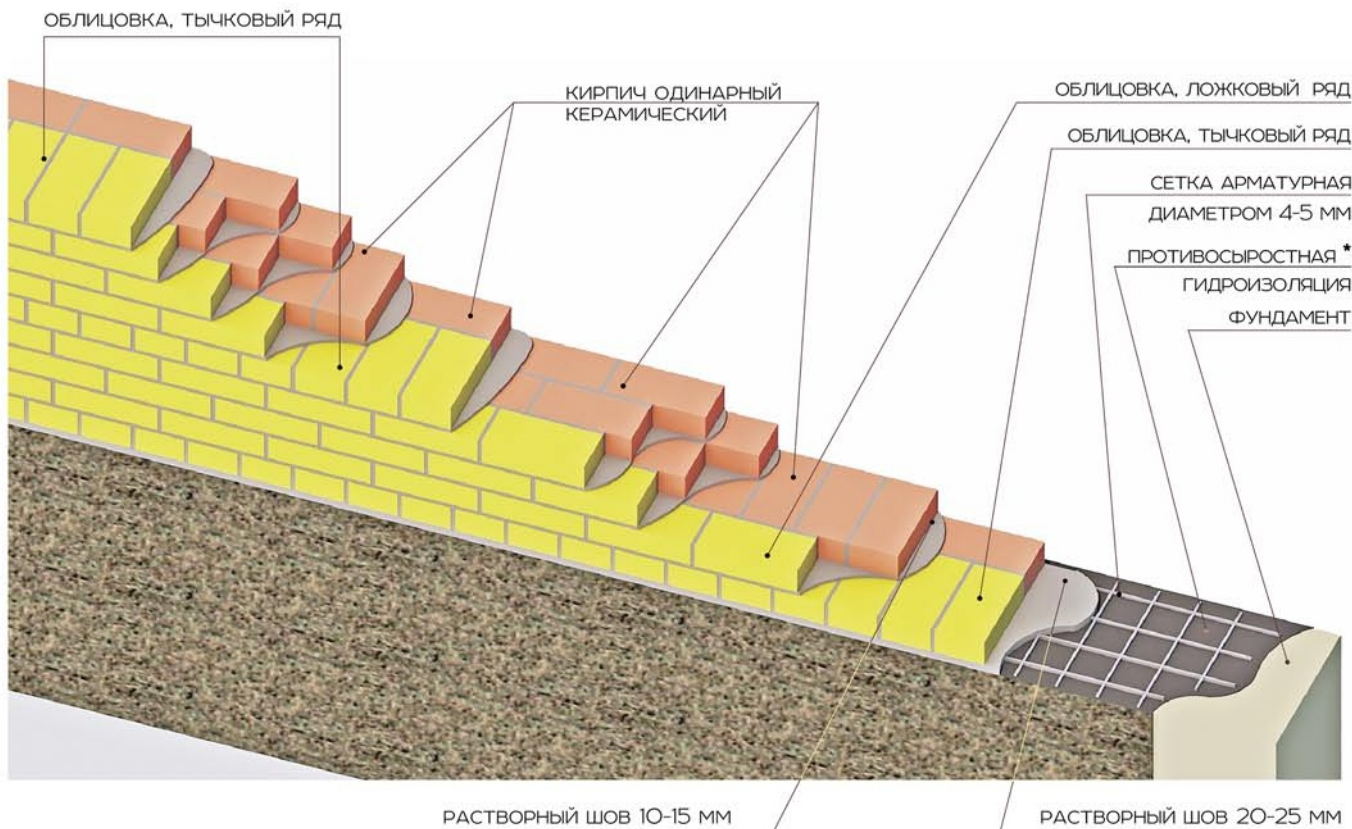 ОБЛИЦОВКА, ТЫЧКОВЫЙ РЯД
КИРПИЧ ОДИНАРНЫЙ
КЕРАМИЧЕСКИЙ
ОБЛИЦОВКА, ЛОЖКОВЫЙ РЯД
ОБЛИЦОВКА, ТЫЧКОВЫЙ РЯД
СЕТКА АРМАТУРНАЯ
ДИАМЕТРОМ 4-5 ММ
ПРОТИВОСЫРОСТНАЯ *
ГИДРОИЗОЛЯЦИЯ
ФУНДАМЕНТ
РАСТВОРНЫЙ ШОВ 10-15 ММ
РАСТВОРНЫЙ ШОВ 20-25 ММ